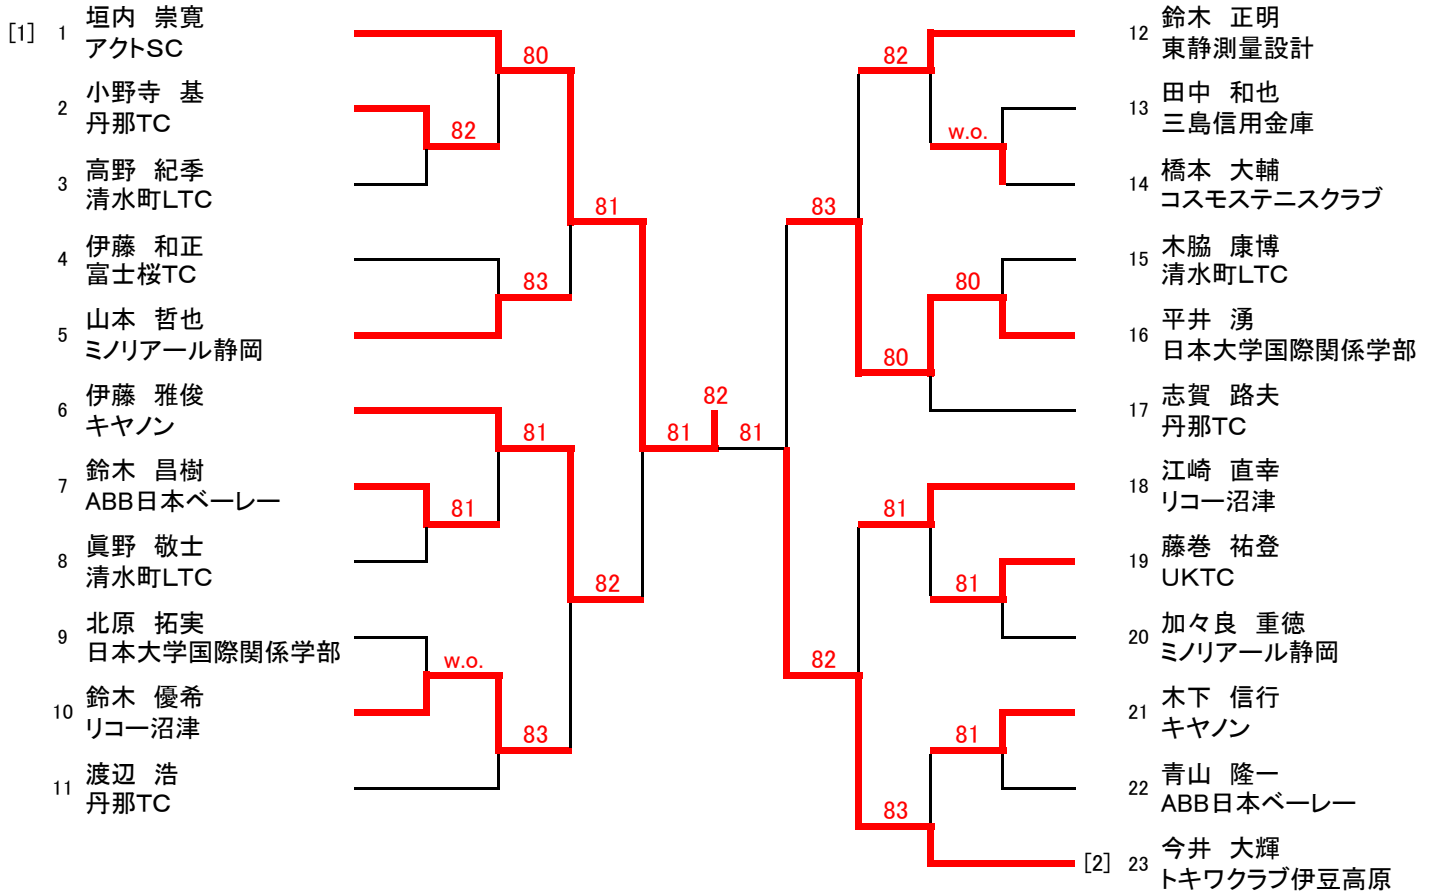 [1] 1 垣内 崇寛
アクトSC
2 小野寺 基
丹那TC
3 高野 紀季
清水町LTC
4 伊藤 和正
富士桜TC
5 山本 哲也
ミノリアール静岡
6 伊藤 雅俊
キヤノン
7 鈴木 昌樹
ABB日本ベーレー
8 眞野 敬士
清水町LTC
9 北原 拓実
日本大学国際関係学部
10 鈴木 優希
リコー沼津
11 渡辺 浩
丹那TC
80
82
81
83
81
81
82
w.o.
83
81
82
81
82
w.o.
83
80
80
81
81
82
81
83
12 鈴木 正明
東静測量設計
13 田中 和也
三島信用金庫
14 橋本 大輔
コスモステニスクラブ
15 木脇 康博
清水町LTC
16 平井 湧
日本大学国際関係学部
17 志賀 路夫
丹那TC
18 江崎 直幸
リコー沼津
19 藤巻 祐登
UKTC
20 加々良 重徳
ミノリアール静岡
21 木下 信行
キヤノン
22 青山 隆一
ABB日本ベーレー
[2] 23 今井 大輝
トキワクラブ伊豆高原